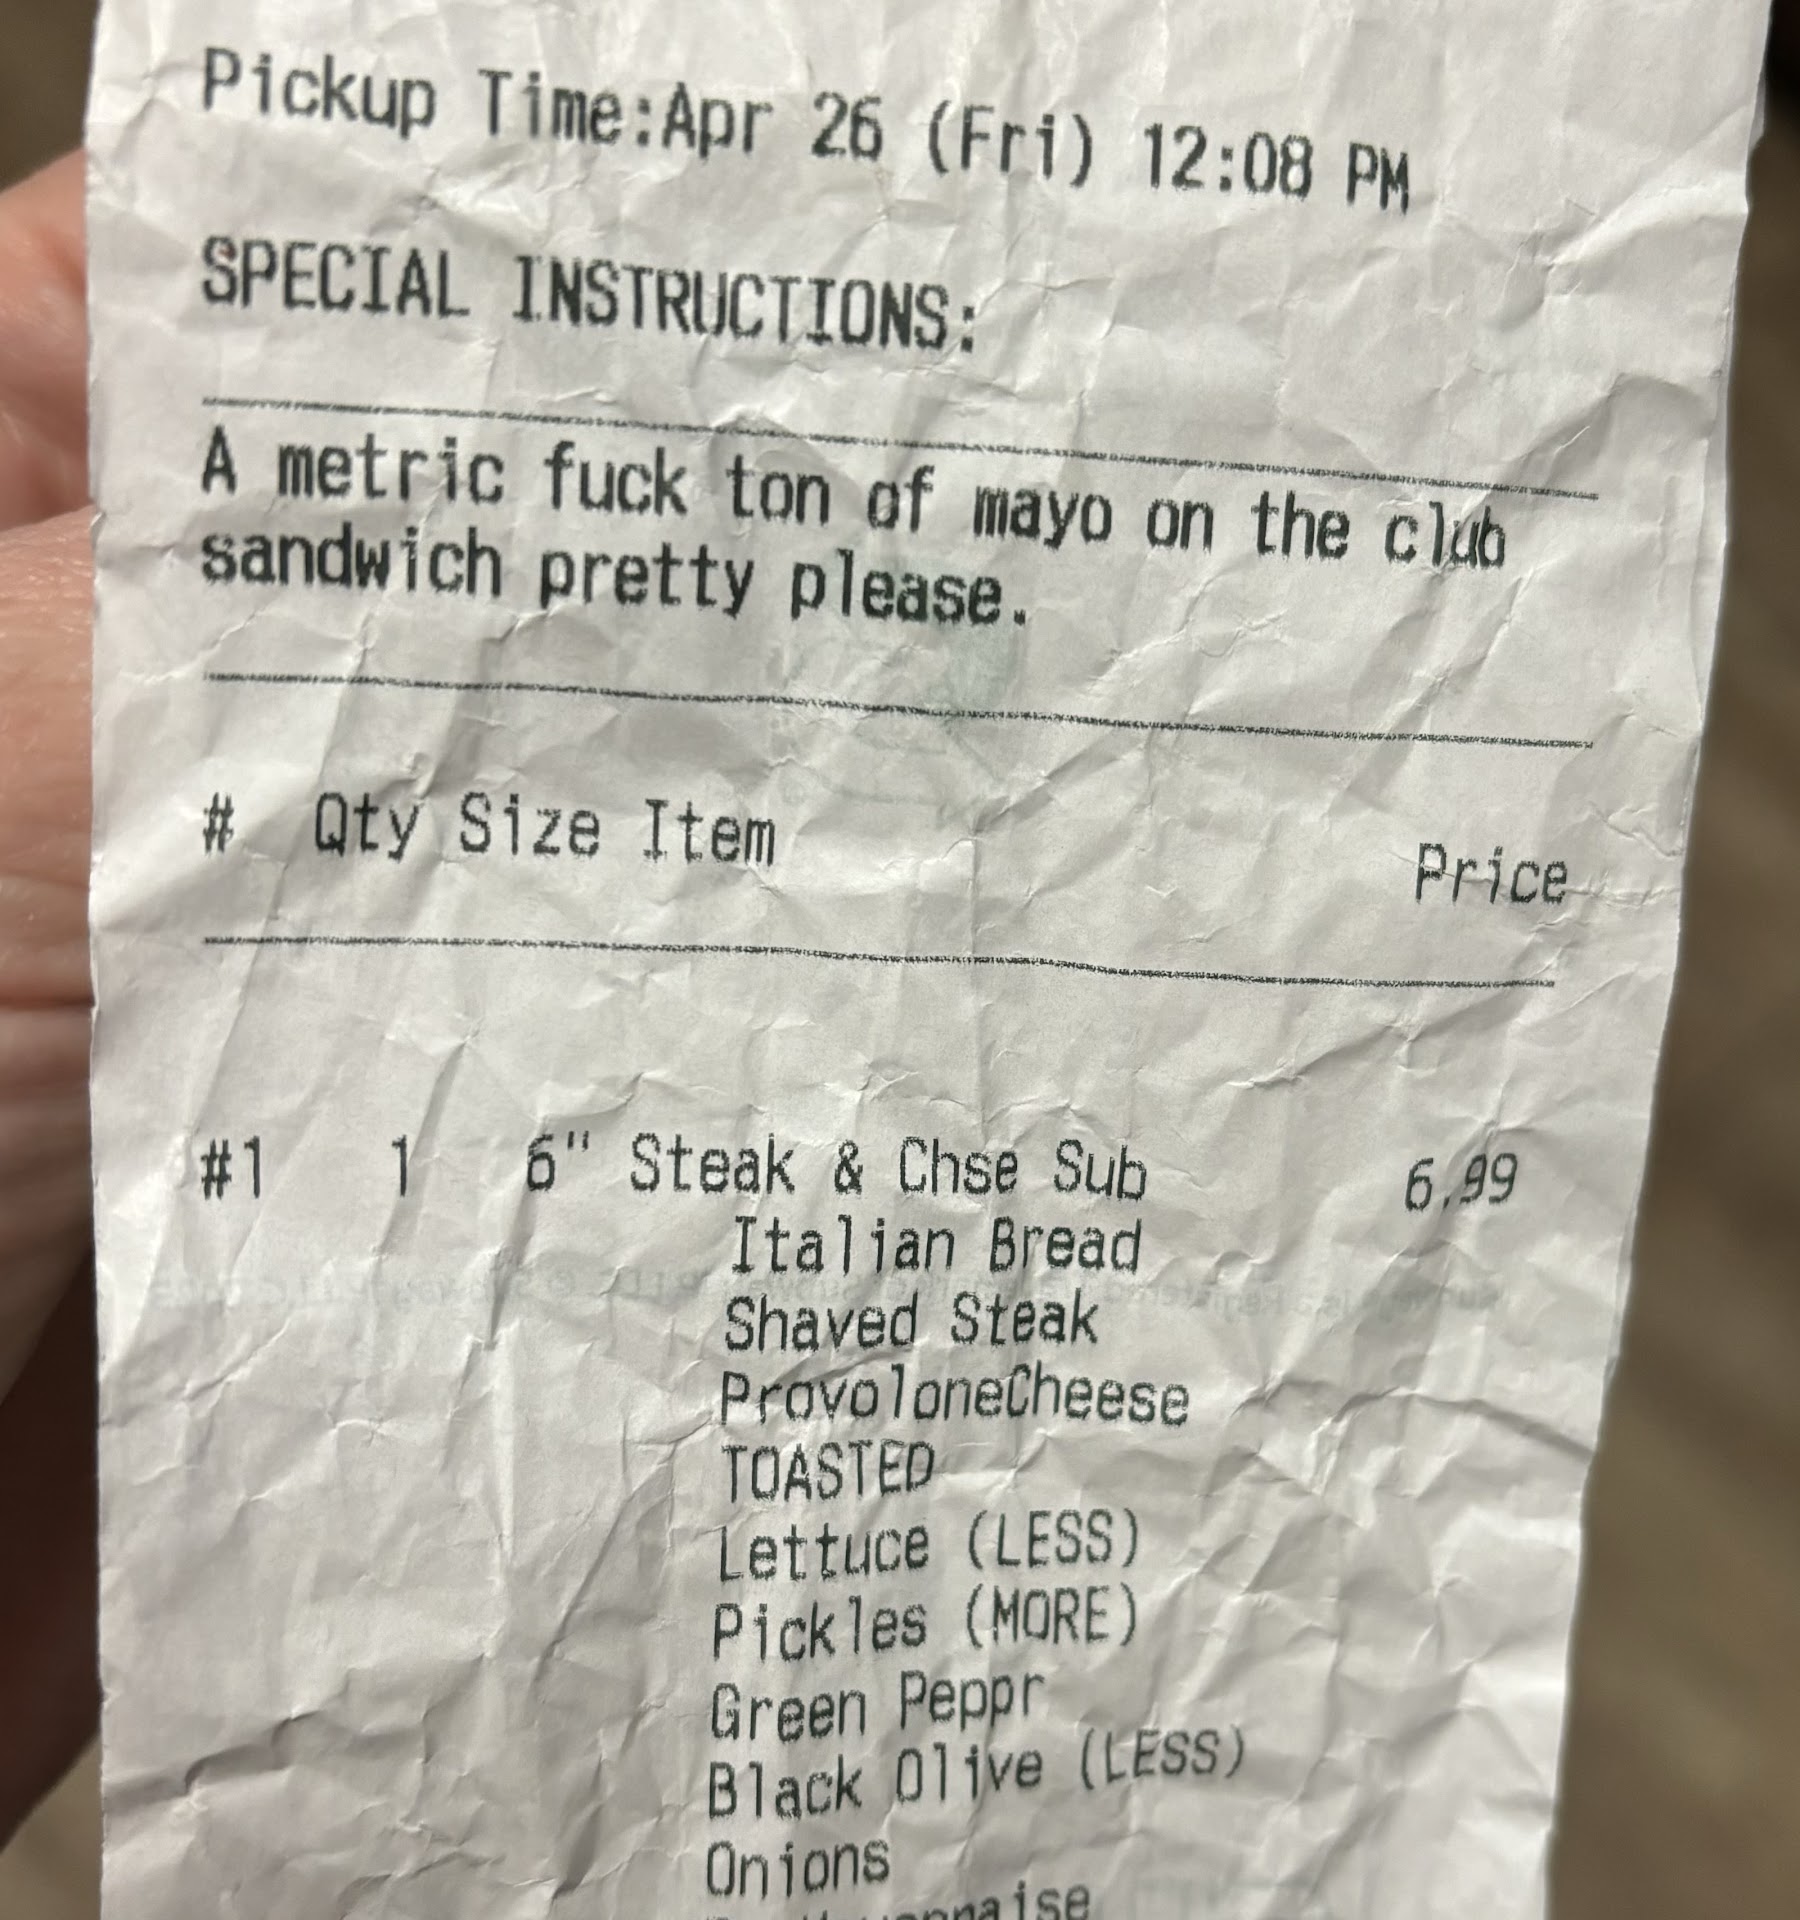 Pickup Time:Apr 26 (Fri) 12:08 PM
SPECIAL INSTRUCTIONS:
A metric fuck ton of mayo on the club
sandwich pretty please.
# Qty Size Item Price
#1 1 6" Steak & Chse Sub 6.99
Italian Bread
Shaved Steak
ProvoloneCheese
TOASTED
Lettuce (LESS)
Pickles (MORE)
Green Peppr
Black Olive (LESS)
Onions